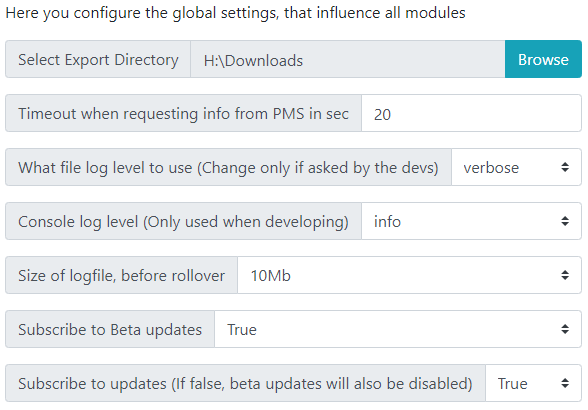 Here you configure the global settings, that influence all modules
Select Export Directory H:\Downloads Browse
Timeout when requesting info from PMS in sec 20
What file log level to use (Change only if asked by the devs) verbose
Console log level (Only used when developing) info
Size of logfile, before rollover 10Mb
Subscribe to Beta updates True
Subscribe to updates (If false, beta updates will also be disabled) True